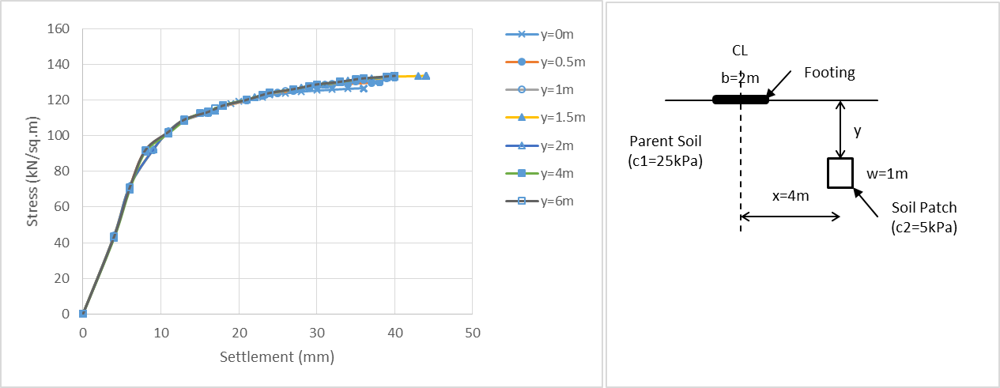 160
140
120
100
80
60
40
20
0
Stress (kN/sq.m)
0 10 20 30 40 50
Settlement (mm)
y=0m
y=0.5m
y=1m
y=1.5m
y=2m
y=4m
y=6m
CL
b=2m
Footing
y
Parent Soil
(c1=25kPa)
w=1m
x=4m
Soil Patch
(c2=5kPa)